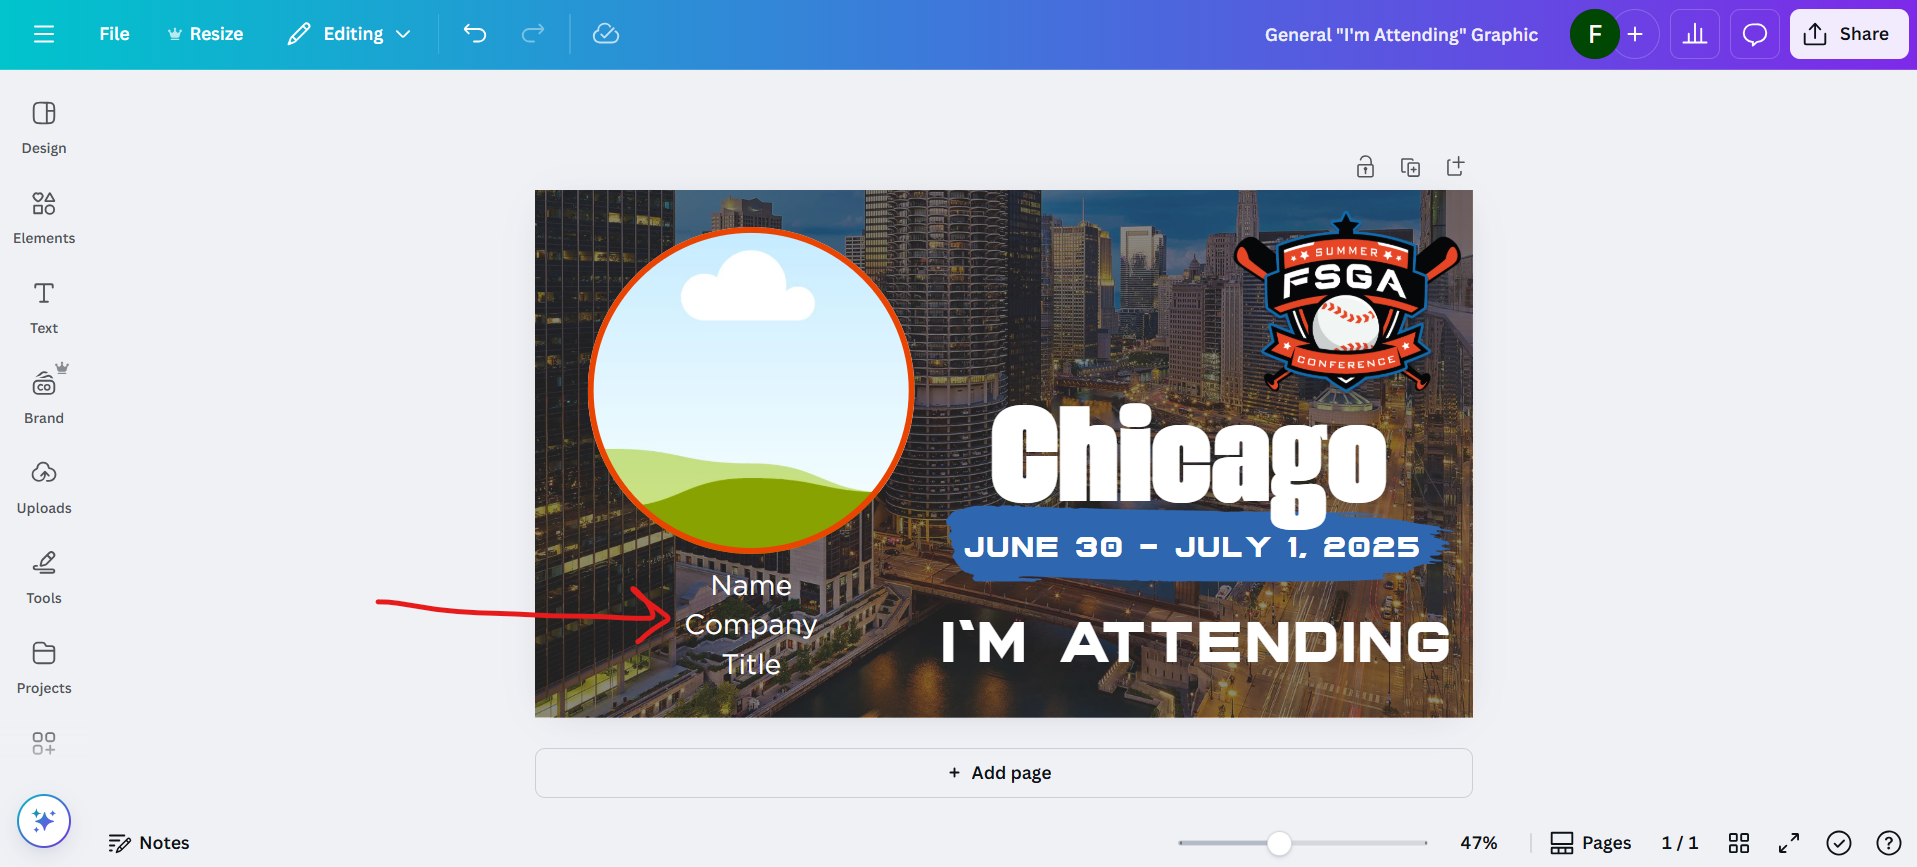 File
Resize
Editing
General "I'm Attending" Graphic
F
Share
Design
Elements
Text
CO
Brand
Uploads
Tools
Projects
SUMMER
FSGA
CONFERENCE
Chicago
JUNE 30 - JULY 1, 2025
I`M ATTENDING
Name
Company
Title
+ Add page
Notes
47%
Pages
1 / 1
?